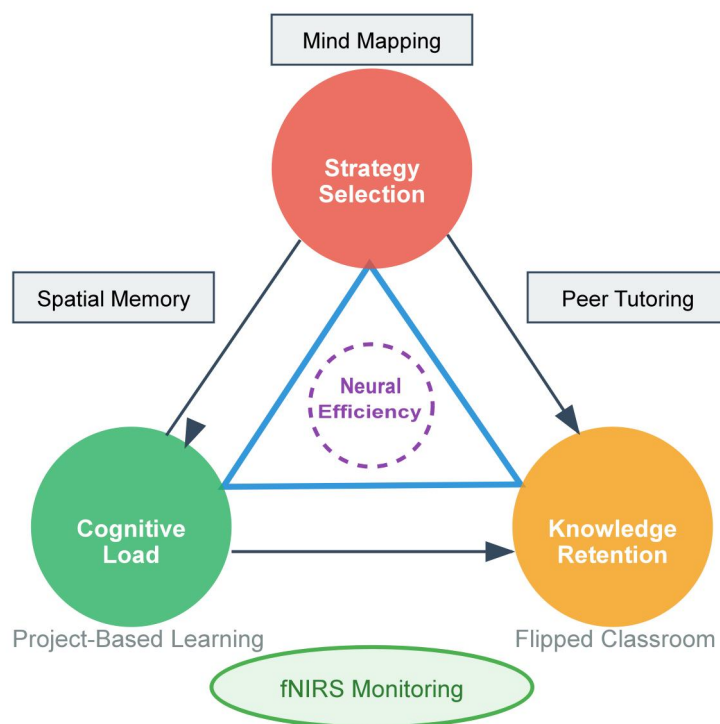 Mind Mapping
Strategy
Selection
Spatial Memory
Peer Tutoring
Neural
Efficiency
Cognitive
Load
Knowledge
Retention
Project-Based Learning
Flipped Classroom
fNIRS Monitoring